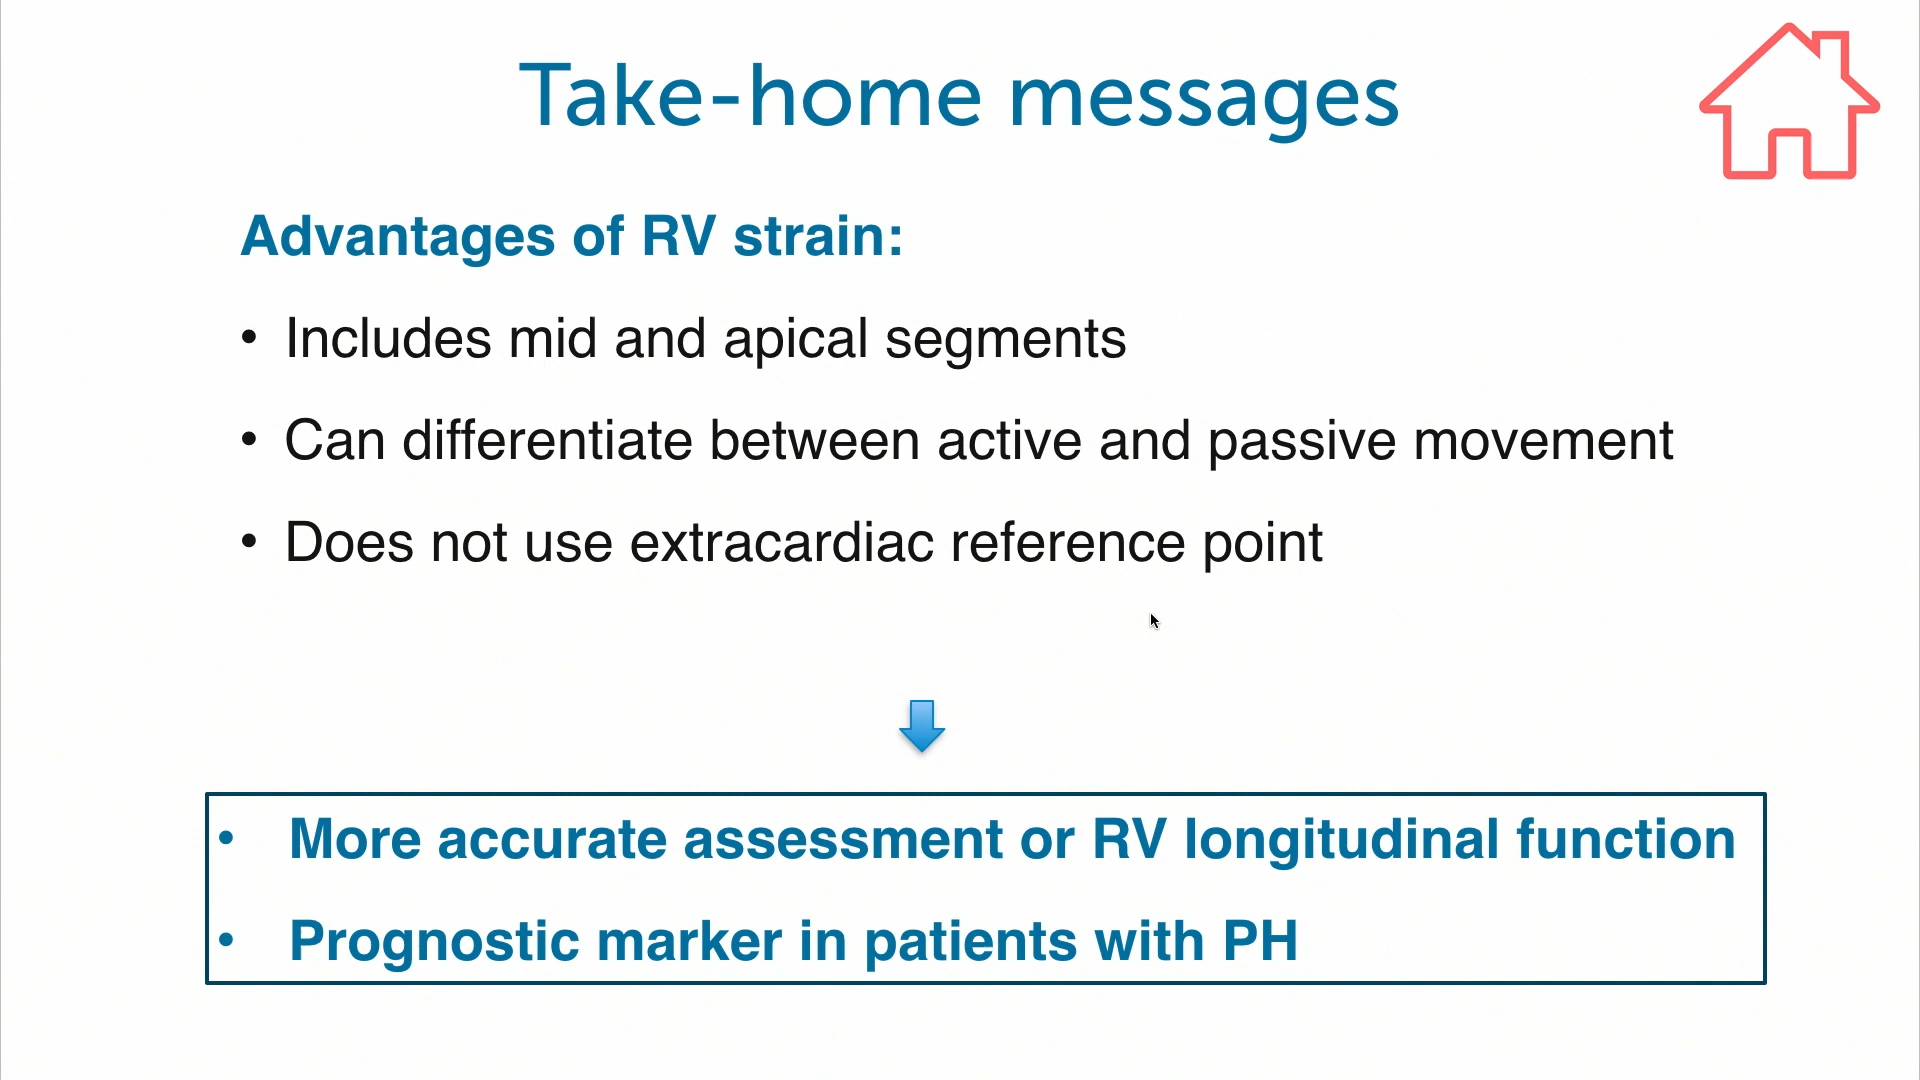 Take-home messages
Advantages of RV strain:
• Includes mid and apical segments
• Can differentiate between active and passive movement
• Does not use extracardiac reference point
• More accurate assessment or RV longitudinal function
• Prognostic marker in patients with PH